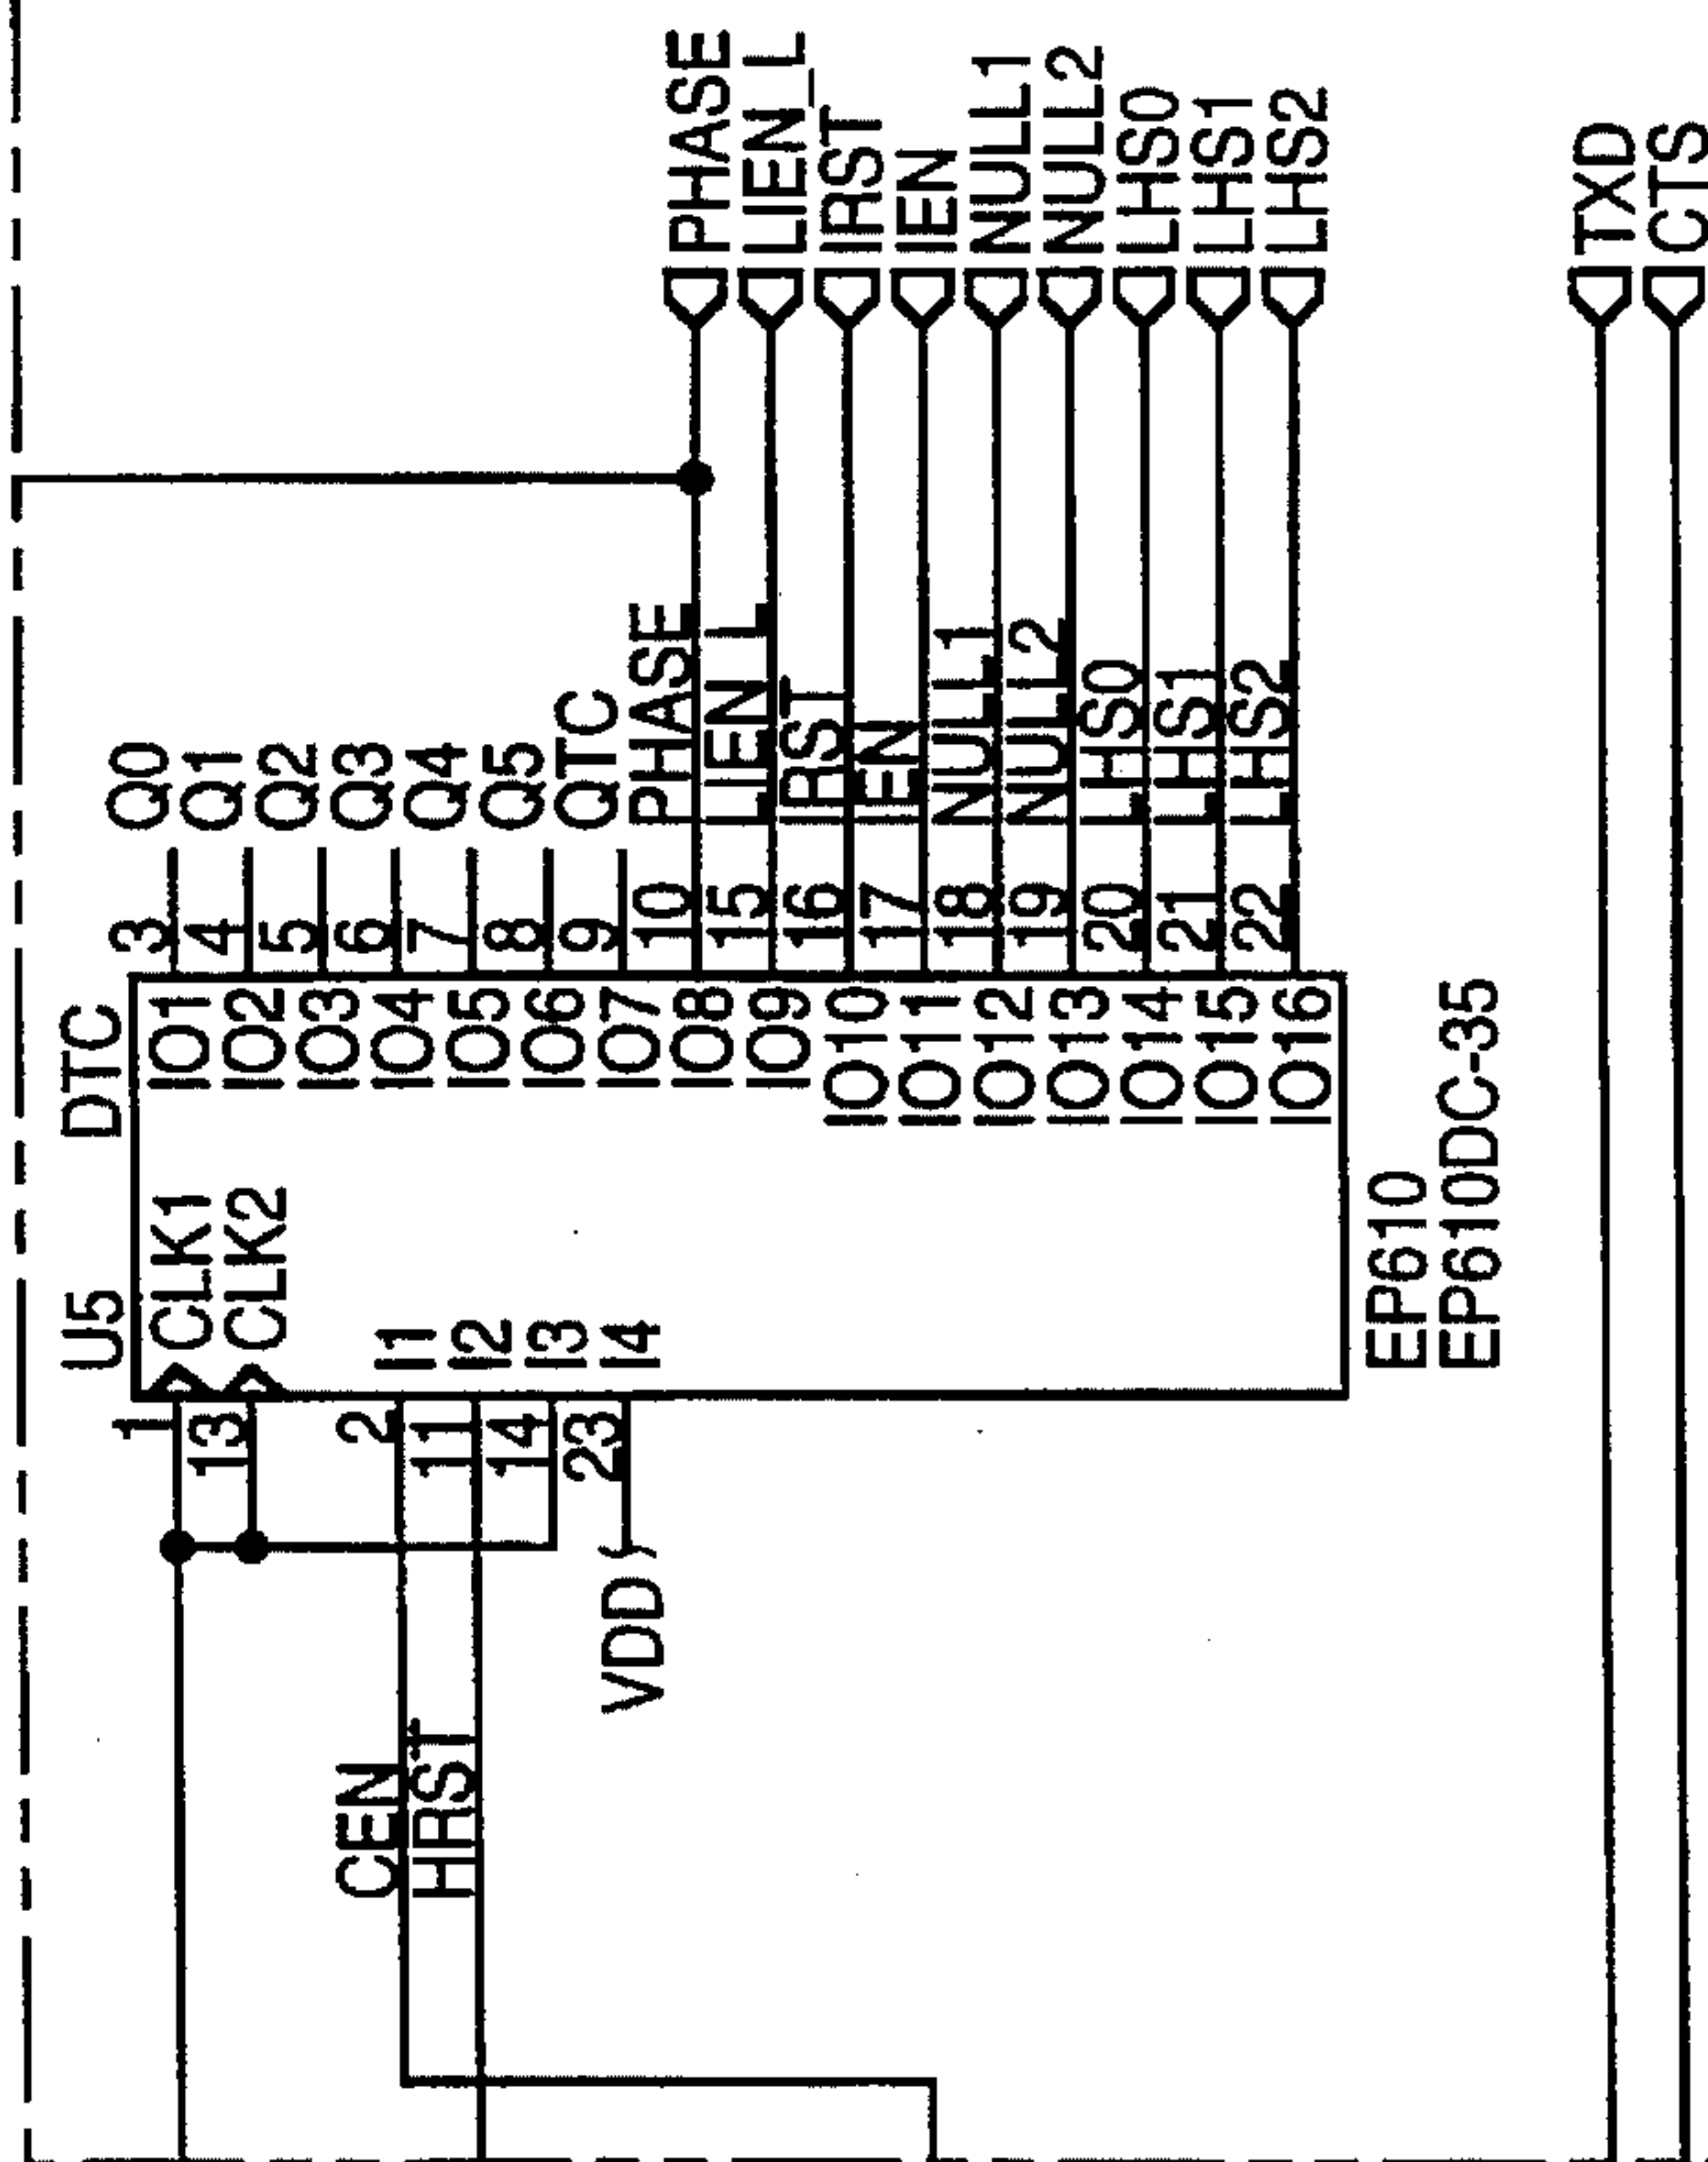 U5 DTC
1 CLK1 IO1 3 Q0
13 CLK2 IO2 4 Q1
IO3 5 Q2
CEN 2 I1 IO4 6 Q3
HRST 11 I2 IO5 7 Q4
14 I3 IO6 8 Q5
VDD 23 I4 IO7 9 QTC
IO8 10 PHASE PHASE
IO9 15 LIEN_L LIEN_L
IO10 16 IRST IRST
IO11 17 IEN IEN
IO12 18 NULL1 NULL1
IO13 19 NULL2 NULL2
IO14 20 LHS0 LHS0
IO15 21 LHS1 LHS1
IO16 22 LHS2 LHS2
EP610
EP610DC-35
TXD
CTS